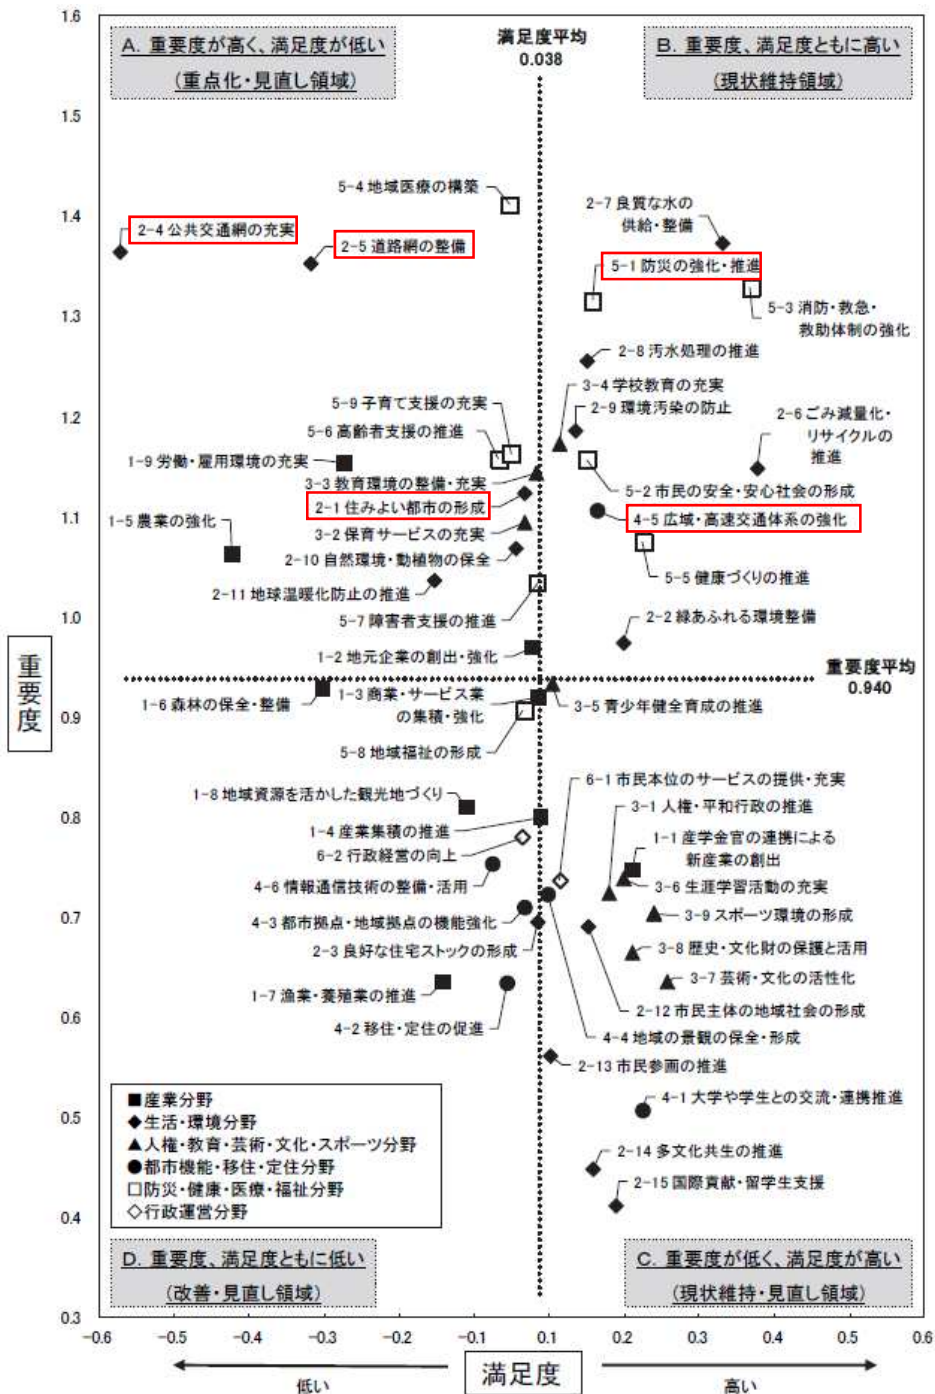 1.6
A. 重要度が高く、満足度が低い
(重点化・見直し領域)
満足度平均
0.038
B. 重要度、満足度ともに高い
(現状維持領域)
1.5
5-4 地域医療の構築
1.4
2-7 良質な水の
供給・整備
2-4 公共交通網の充実
2-5 道路網の整備
5-1 防災の強化・推進
1.3
5-3 消防・救急・
救助体制の強化
2-8 汚水処理の推進
3-4 学校教育の充実
5-9 子育て支援の充実
2-9 環境汚染の防止
1.2
2-6 ごみ減量化・
リサイクルの
推進
5-6 高齢者支援の推進
1-9 労働・雇用環境の充実
3-3 教育環境の整備・充実
5-2 市民の安全・安心社会の形成
2-1 住みよい都市の形成
1.1
1-5 農業の強化
4-5 広域・高速交通体系の強化
3-2 保育サービスの充実
2-10 自然環境・動植物の保全
5-5 健康づくりの推進
2-11 地球温暖化防止の推進
1.0
5-7 障害者支援の推進
2-2 緑あふれる環境整備
1-2 地元企業の創出・強化
重要度
重要度平均
0.940
1-6 森林の保全・整備
1-3 商業・サービス業
の集積・強化
3-5 青少年健全育成の推進
0.9
5-8 地域福祉の形成
6-1 市民本位のサービスの提供・充実
1-8 地域資源を活かした観光地づくり
3-1 人権・平和行政の推進
0.8
1-4 産業集積の推進
1-1 産学金官の連携による
新産業の創出
6-2 行政経営の向上
4-6 情報通信技術の整備・活用
3-6 生涯学習活動の充実
4-3 都市拠点・地域拠点の機能強化
3-9 スポーツ環境の形成
0.7
2-3 良好な住宅ストックの形成
3-8 歴史・文化財の保護と活用
1-7 漁業・養殖業の推進
3-7 芸術・文化の活性化
0.6
4-2 移住・定住の促進
2-12 市民主体の地域社会の形成
4-4 地域の景観の保全・形成
2-13 市民参画の推進
■産業分野
◆生活・環境分野
▲人権・教育・芸術・文化・スポーツ分野
●都市機能・移住・定住分野
□防災・健康・医療・福祉分野
◇行政運営分野
4-1 大学や学生との交流・連携推進
0.5
2-14 多文化共生の推進
2-15 国際貢献・留学生支援
0.4
D. 重要度、満足度ともに低い
(改善・見直し領域)
C. 重要度が低く、満足度が高い
(現状維持・見直し領域)
0.3
-0.6 -0.4 -0.3 -0.2 -0.1 0.1 0.2 0.3 0.5 0.6
低い
満足度
高い